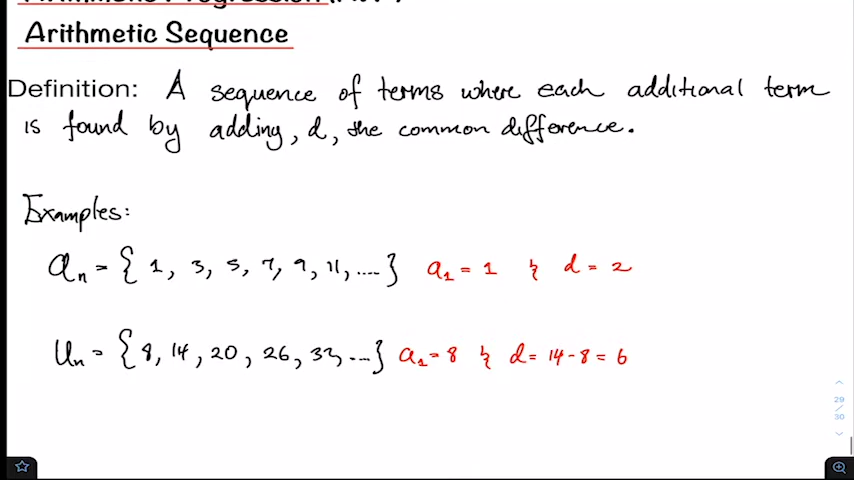 Arithmetic Sequence
Definition: A sequence of terms where each additional term
is found by adding, d, the common difference.
Examples:
an = { 1, 3, 5, 7, 9, 11, .... } a1 = 1 & d = 2
Un = { 8, 14, 20, 26, 32, ... } a1 = 8 & d = 14 - 8 = 6
29
/
30